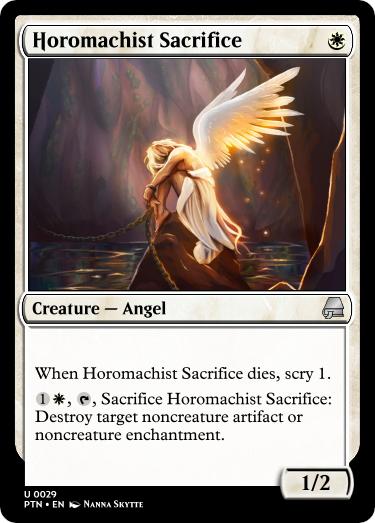 Horomachist Sacrifice
Creature — Angel
When Horomachist Sacrifice dies, scry 1.
1, , Sacrifice Horomachist Sacrifice:
Destroy target noncreature artifact or
noncreature enchantment.
1/2
U 0029
PTN • EN Nanna Skytte